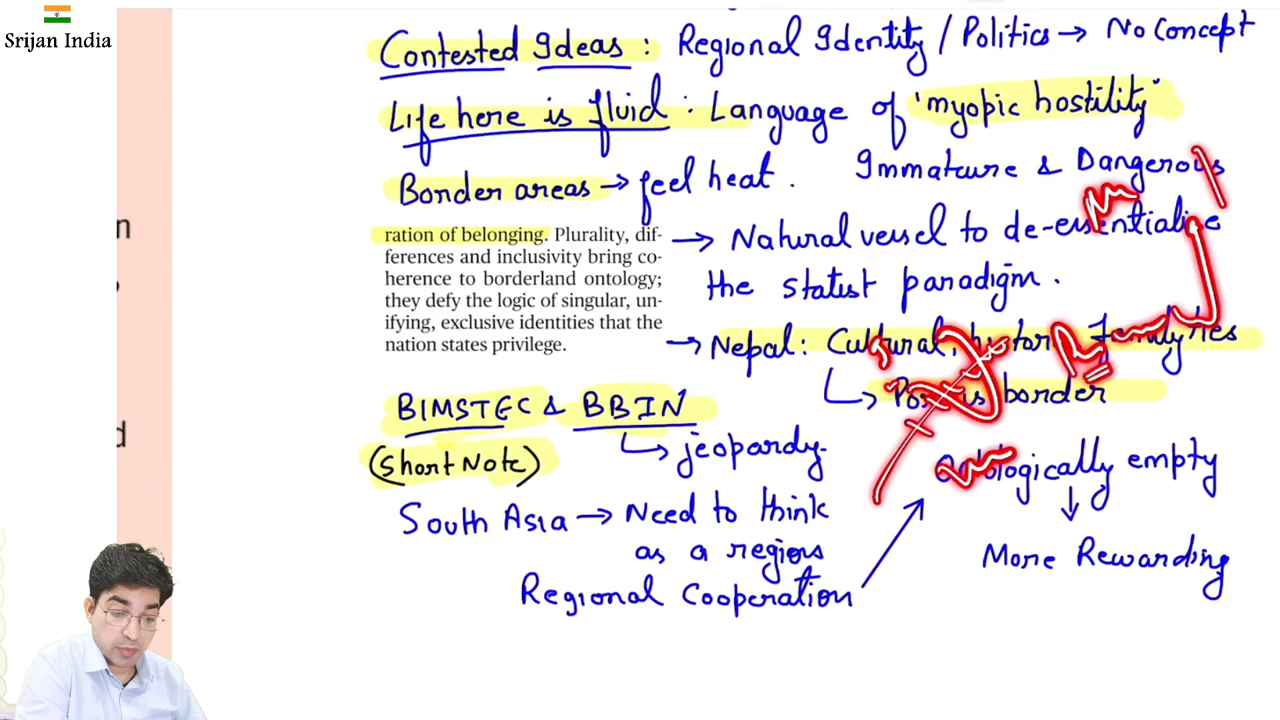 Srijan India
Contested Ideas : Regional Identity / Politics → No Concept
Life here is fluid : Language of 'myopic hostility'
Border areas → feel heat . Immature & Dangerous
ration of belonging. Plurality, dif-
ferences and inclusivity bring co-
herence to borderland ontology;
they defy the logic of singular, un-
ifying, exclusive identities that the
nation states privilege.
→ Natural vessel to de-essentialise
the statist paradigm .
→ Nepal : Cultural, Family ties
↳ border
BIMSTEC & BBIN
↳ jeopardy.
(Short Note)
South Asia → Need to think
as a region
Regional Cooperation
empty
↓
More Rewarding
n
d